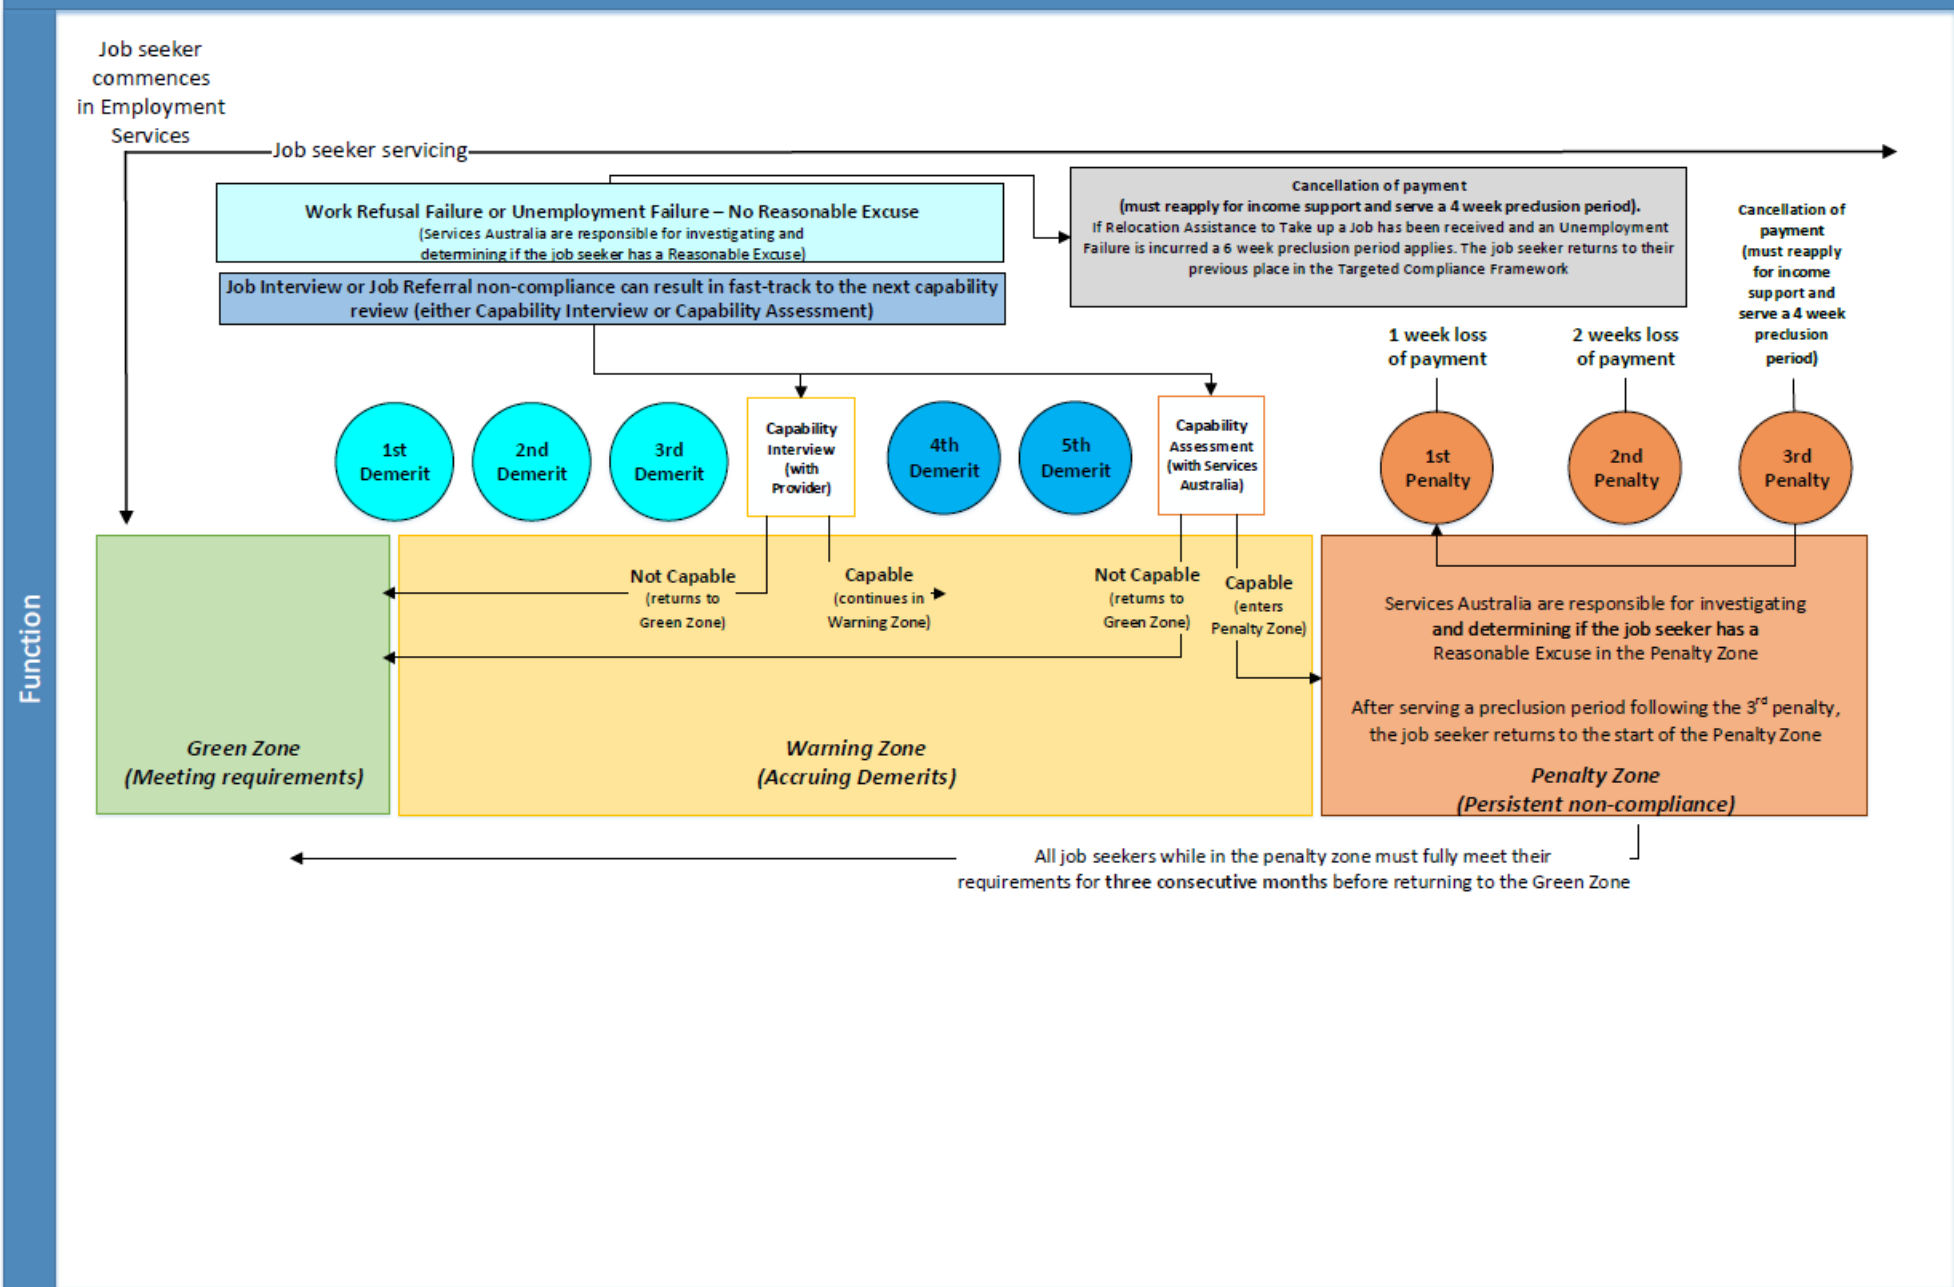 Job seeker
commences
in Employment
Services
Job seeker servicing
Work Refusal Failure or Unemployment Failure – No Reasonable Excuse
(Services Australia are responsible for investigating and
determining if the job seeker has a Reasonable Excuse)
Job Interview or Job Referral non-compliance can result in fast-track to the next capability
review (either Capability Interview or Capability Assessment)
Cancellation of payment
(must reapply for income support and serve a 4 week preclusion period).
If Relocation Assistance to Take up a Job has been received and an Unemployment
Failure is incurred a 6 week preclusion period applies. The job seeker returns to their
previous place in the Targeted Compliance Framework
Cancellation of
payment
(must reapply
for income
support and
serve a 4 week
preclusion
period)
1 week loss
of payment
2 weeks loss
of payment
1st
Demerit
2nd
Demerit
3rd
Demerit
Capability
Interview
(with
Provider)
4th
Demerit
5th
Demerit
Capability
Assessment
(with Services
Australia)
1st
Penalty
2nd
Penalty
3rd
Penalty
Not Capable
(returns to
Green Zone)
Capable
(continues in
Warning Zone)
Not Capable
(returns to
Green Zone)
Capable
(enters
Penalty Zone)
Services Australia are responsible for investigating
and determining if the job seeker has a
Reasonable Excuse in the Penalty Zone
After serving a preclusion period following the 3rd penalty,
the job seeker returns to the start of the Penalty Zone
Green Zone
(Meeting requirements)
Warning Zone
(Accruing Demerits)
Penalty Zone
(Persistent non-compliance)
All job seekers while in the penalty zone must fully meet their
requirements for three consecutive months before returning to the Green Zone
Function